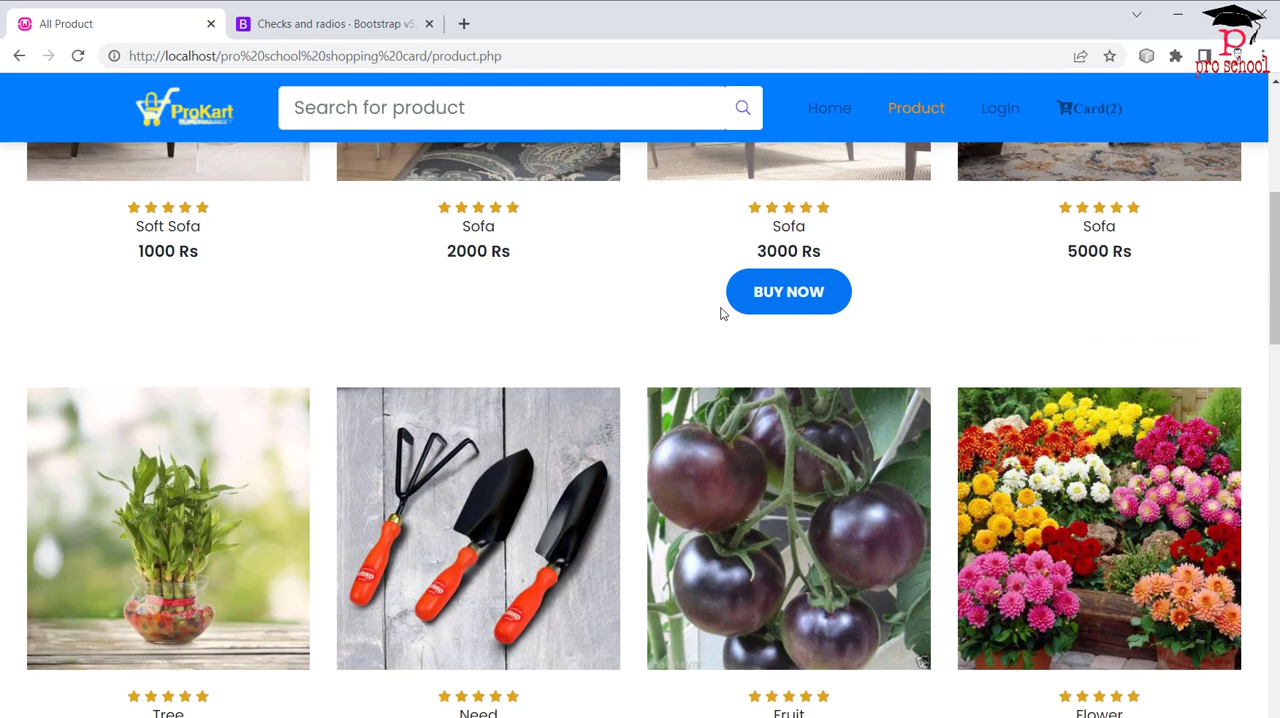 All Product
Checks and radios · Bootstrap v5
http://localhost/pro%20school%20shopping%20card/product.php
p
pro school
ProKart
Search for product
Home
Product
LogIn
Card(2)
Soft Sofa
1000 Rs
Sofa
2000 Rs
Sofa
3000 Rs
BUY NOW
Sofa
5000 Rs
Tree
Need
Fruit
Flower